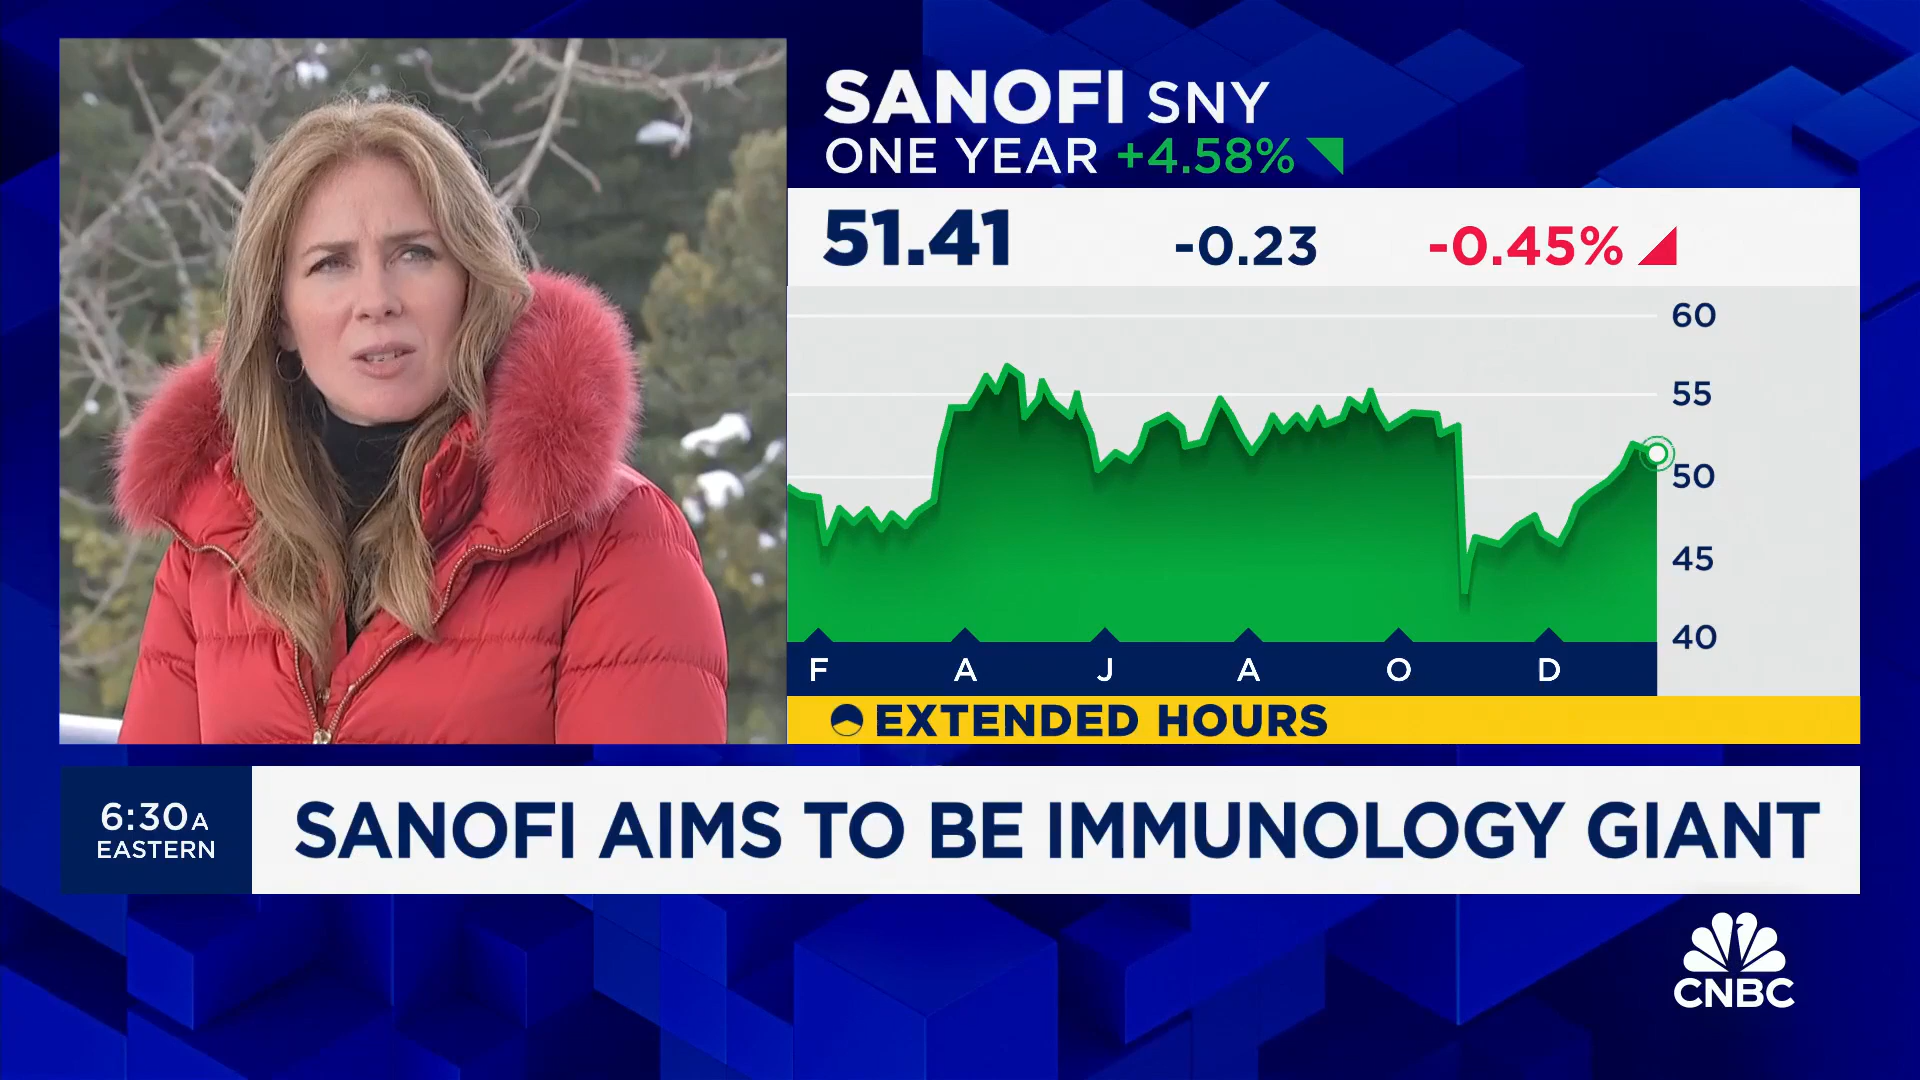 SANOFI SNY
ONE YEAR +4.58%
51.41 -0.23 -0.45%
60
55
50
45
40
F A J A O D
EXTENDED HOURS
6:30A
EASTERN
SANOFI AIMS TO BE IMMUNOLOGY GIANT
CNBC